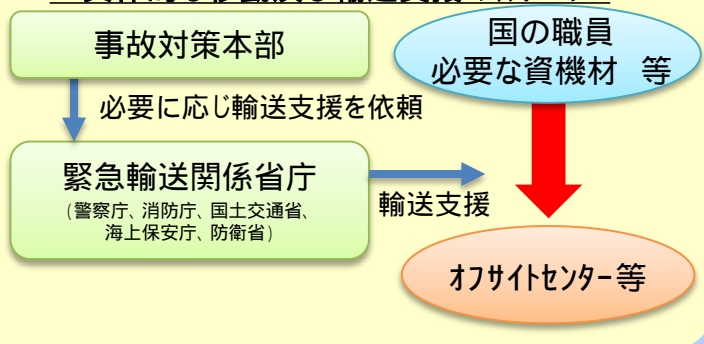 事故対策本部
国の職員
必要な資機材 等
必要に応じ輸送支援を依頼
緊急輸送関係省庁
(警察庁、消防庁、国土交通省、
海上保安庁、防衛省)
輸送支援
オフサイトセンター等